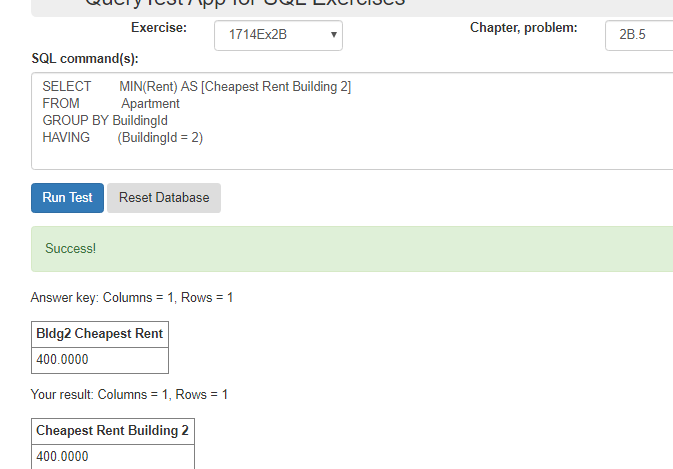 QueryTest App for SQL Exercises
Exercise: 1714Ex2B Chapter, problem: 2B.5
SQL command(s):
SELECT MIN(Rent) AS [Cheapest Rent Building 2]
FROM Apartment
GROUP BY BuildingId
HAVING (BuildingId = 2)
Run Test Reset Database
Success!
Answer key: Columns = 1, Rows = 1
Bldg2 Cheapest Rent
400.0000
Your result: Columns = 1, Rows = 1
Cheapest Rent Building 2
400.0000